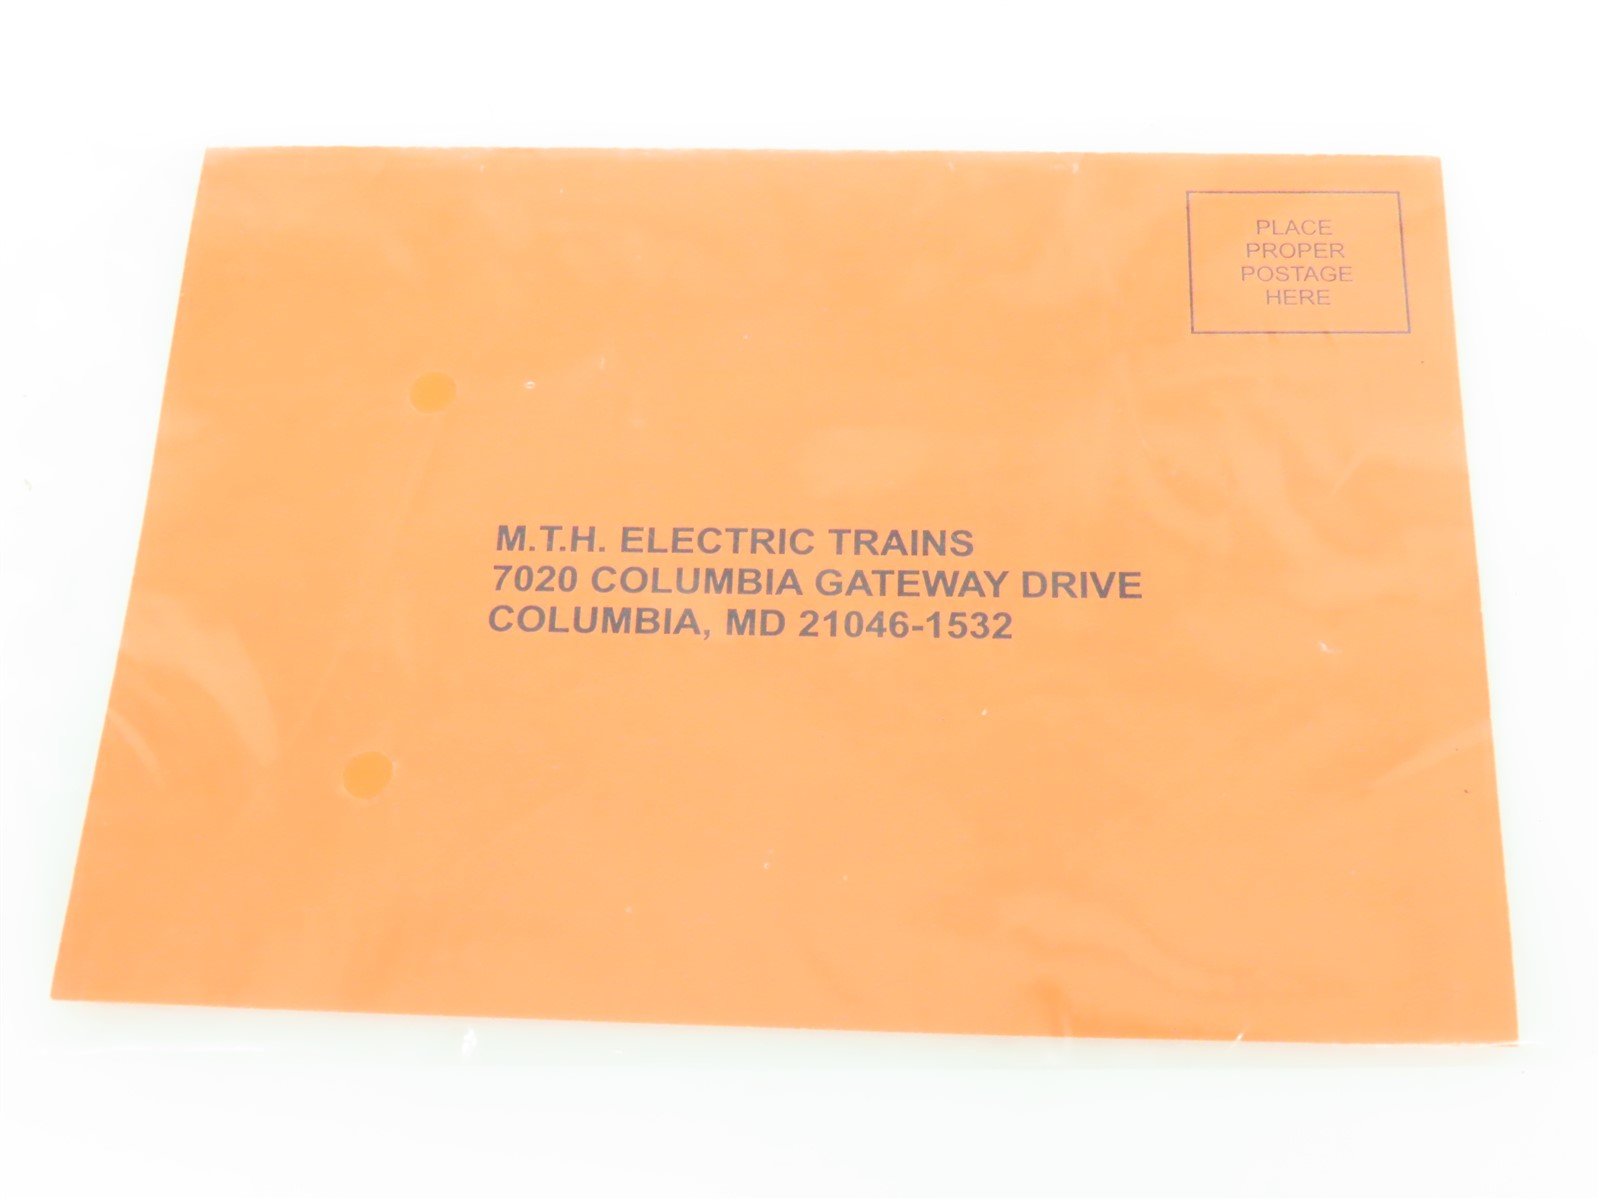 PLACE
PROPER
POSTAGE
HERE
M.T.H. ELECTRIC TRAINS
7020 COLUMBIA GATEWAY DRIVE
COLUMBIA, MD 21046-1532